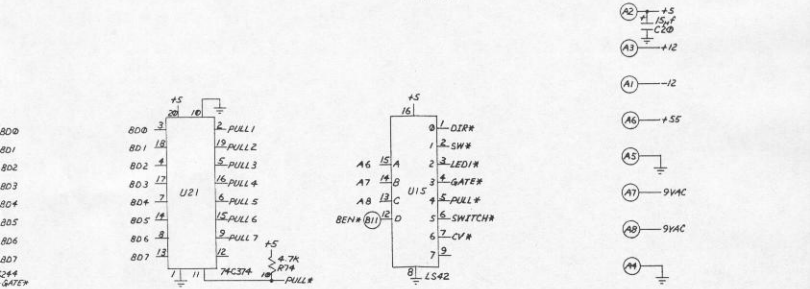 BDØ
BD1
BD2
BD3
BD4
BD5
BD6
BD7
244
GATE*
+5
20 10
BDØ 3 2 PULL1
BD1 18 19 PULL2
BD2 4 5 PULL3
BD3 17 16 PULL4
BD4 7 6 PULL5
BD5 14 15 PULL6
BD6 8 9 PULL7
BD7 13 12
U21
1 11 74C374
+5
4.7K
R74
10
PULL*
+5
16
Ø 1 DIR*
1 2 SW*
A6 15 A 2 3 LED1*
A7 14 B 3 4 GATE*
A8 13 C 4 5 PULL*
BEN* B11 12 D 5 6 SWITCH*
6 7 CV*
7 9
U15
8 LS42
A2 +5
+ 15µf
C2Ø
A3 +12
A1 -12
A6 +55
A5
A7 9VAC
A8 9VAC
A4